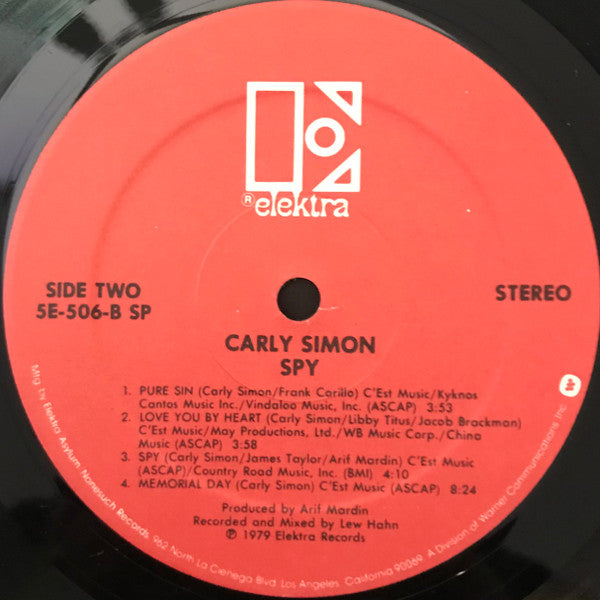 ® elektra
SIDE TWO
5E-506-B SP
STEREO
CARLY SIMON
SPY
1. PURE SIN (Carly Simon/Frank Carillo) C'Est Music/Kyknos
Cantos Music Inc./Vindaloo Music, Inc. (ASCAP) 3:53
2. LOVE YOU BY HEART (Carly Simon/Libby Titus/Jacob Brackman)
C'Est Music/May Productions, Ltd./WB Music Corp./China
Music (ASCAP) 3:58
3. SPY (Carly Simon/James Taylor/Arif Mardin) C'Est Music
(ASCAP)/Country Road Music, Inc. (BMI) 4:10
4. MEMORIAL DAY (Carly Simon) C'Est Music (ASCAP) 8:24
Produced by Arif Mardin
Recorded and Mixed by Lew Hahn
℗ 1979 Elektra Records
Mfg by Elektra Asylum Nonesuch Records, 962 North La Cienega Blvd. Los Angeles, California 90069. A Division of Warner Communications Inc